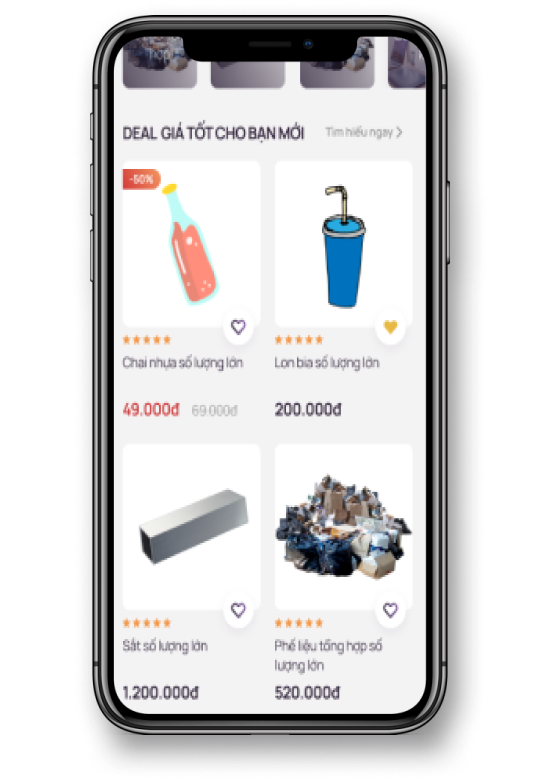 DEAL GIÁ TỐT CHO BẠN MỚI
Tìm hiểu ngay
-50%
Chai nhựa số lượng lớn
49.000đ 69.000đ
Lon bia số lượng lớn
200.000đ
Sắt số lượng lớn
1.200.000đ
Phế liệu tổng hợp số
lượng lớn
520.000đ